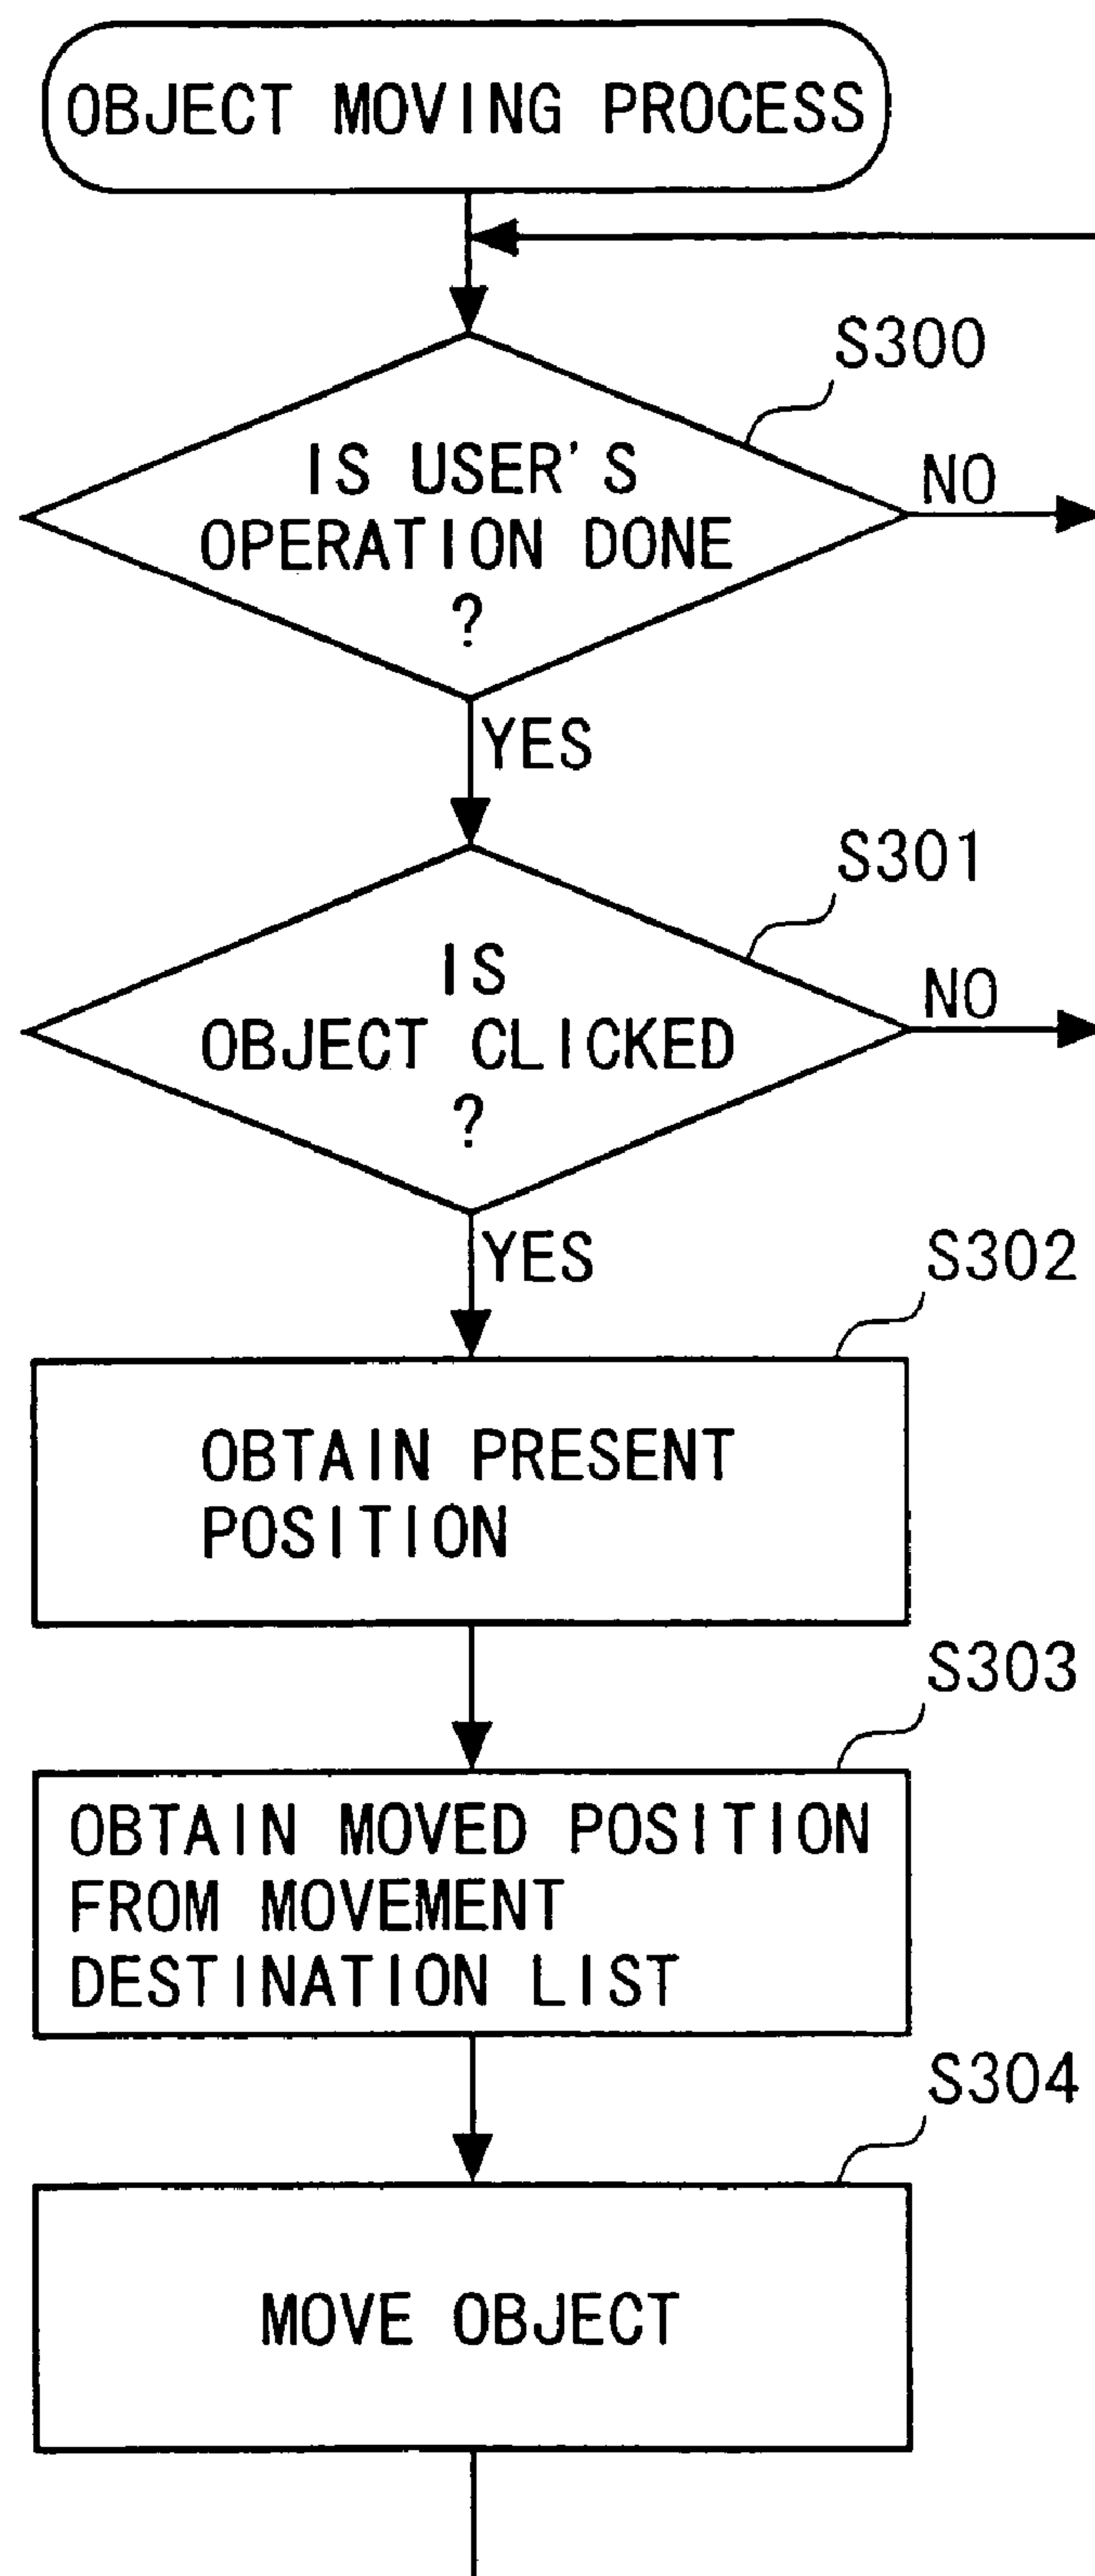 OBJECT MOVING PROCESS
S300
IS USER'S
OPERATION DONE
?
NO
YES
S301
IS
OBJECT CLICKED
?
NO
YES
S302
OBTAIN PRESENT
POSITION
S303
OBTAIN MOVED POSITION
FROM MOVEMENT
DESTINATION LIST
S304
MOVE OBJECT